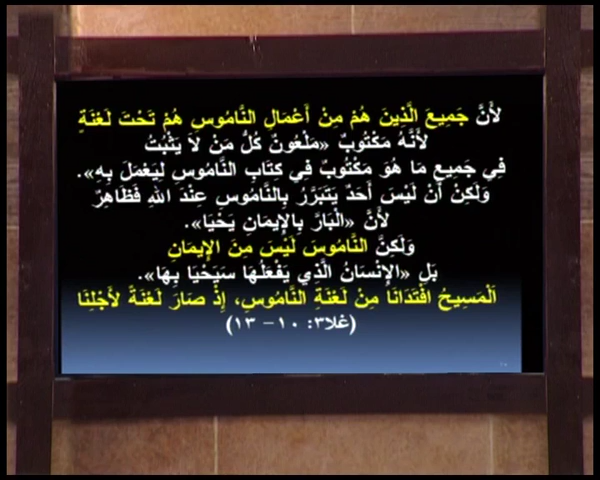 لأَنَّ جَمِيعَ الَّذِينَ هُمْ مِنْ أَعْمَالِ النَّامُوسِ هُمْ تَحْتَ لَعْنَةٍ
لأَنَّهُ مَكْتُوبٌ «مَلْعُونٌ كُلُّ مَنْ لاَ يَثْبُتُ
فِي جَمِيعِ مَا هُوَ مَكْتُوبٌ فِي كِتَابِ النَّامُوسِ لِيَعْمَلَ بِهِ».
وَلَكِنْ أَنْ لَيْسَ أَحَدٌ يَتَبَرَّرُ بِالنَّامُوسِ عِنْدَ اللهِ فَظَاهِرٌ
لأَنَّ «الْبَارَّ بِالإِيمَانِ يَحْيَا».
وَلَكِنَّ النَّامُوسَ لَيْسَ مِنَ الإِيمَانِ
بَلِ «الإِنْسَانُ الَّذِي يَفْعَلُهَا سَيَحْيَا بِهَا».
اَلْمَسِيحُ افْتَدَانَا مِنْ لَعْنَةِ النَّامُوسِ، إِذْ صَارَ لَعْنَةً لأَجْلِنَا
(غلا٣: ١٠– ١٣)